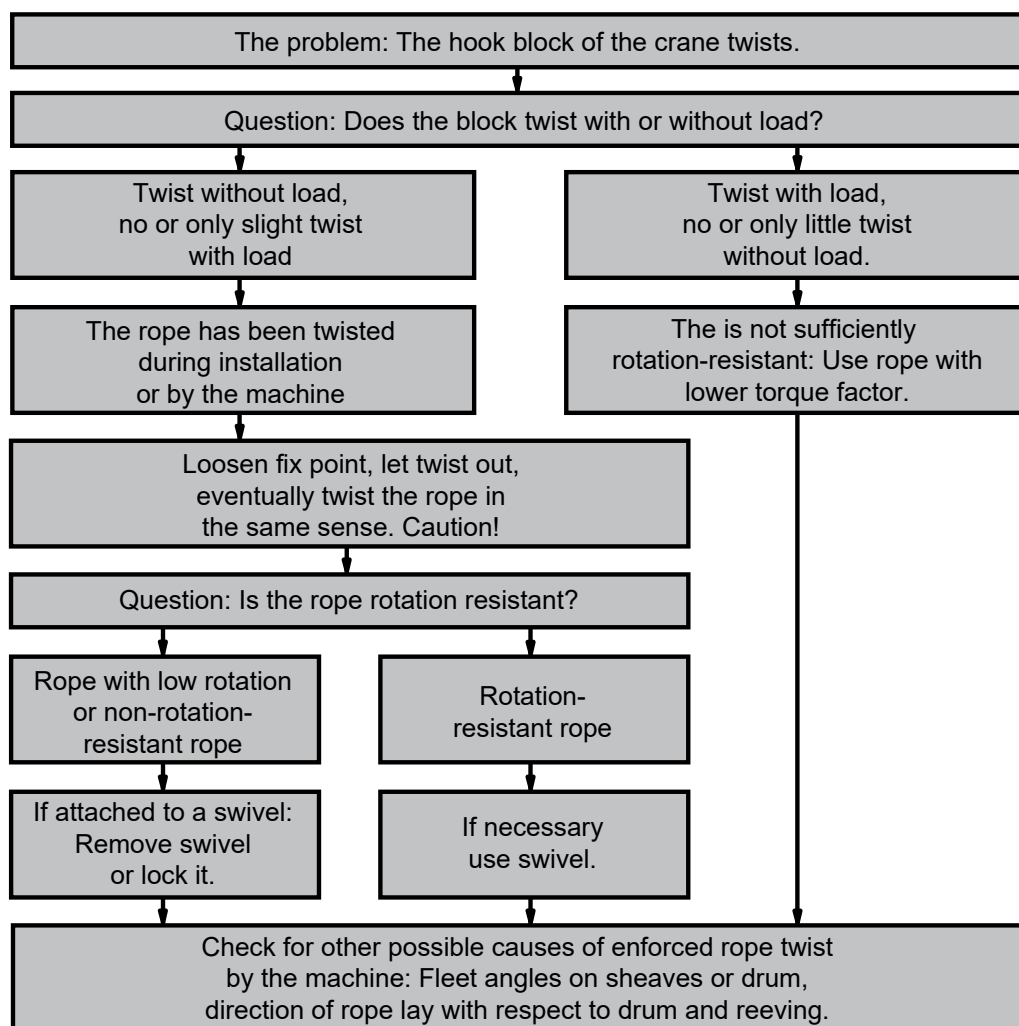 The problem: The hook block of the crane twists.
Question: Does the block twist with or without load?
Twist without load,
no or only slight twist
with load
Twist with load,
no or only little twist
without load.
The rope has been twisted
during installation
or by the machine
The is not sufficiently
rotation-resistant: Use rope with
lower torque factor.
Loosen fix point, let twist out,
eventually twist the rope in
the same sense. Caution!
Question: Is the rope rotation resistant?
Rope with low rotation
or non-rotation-
resistant rope
Rotation-
resistant rope
If attached to a swivel:
Remove swivel
or lock it.
If necessary
use swivel.
Check for other possible causes of enforced rope twist
by the machine: Fleet angles on sheaves or drum,
direction of rope lay with respect to drum and reeving.